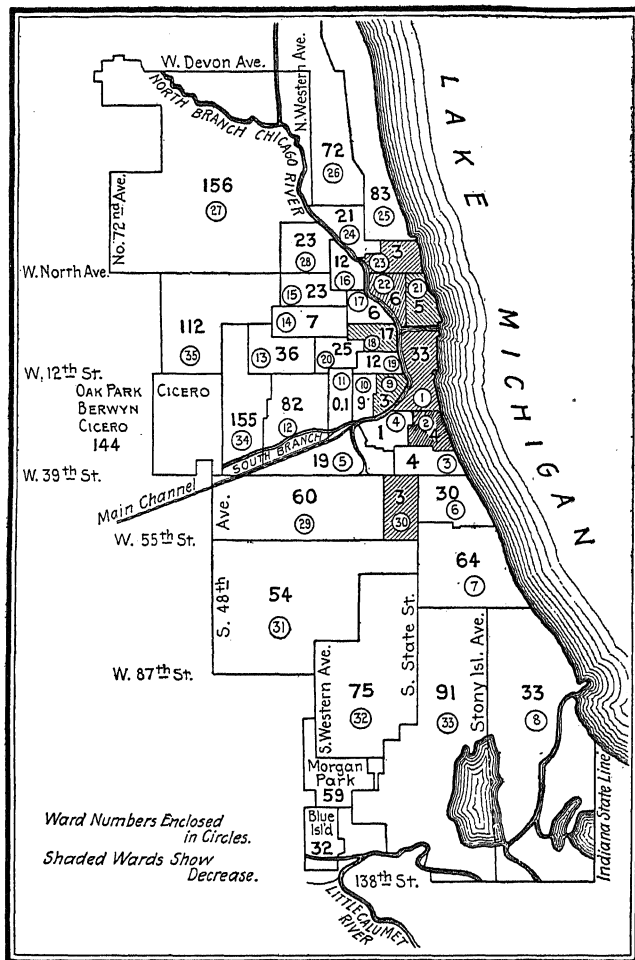 W. Devon Ave.
N. Western Ave.
LAKE
NORTH BRANCH CHICAGO RIVER
72
26
156
27
83
25
No. 72nd Ave.
21
24
23
28
3
23
12
16
W. North Ave.
22
6
21
5
15 23
17
6
MICHIGAN
112
35
14 7
17
18
33
13 36
25
20
12 19
W. 12th St.
OAK PARK
BERWYN
CICERO
144
CICERO
11
0.1
10
9
9
3
1
155
34
82
12
4
1
2
4
SOUTH BRANCH
19 5
4 3
W. 39th St.
Main Channel
60
29
3
30
30
6
W. 55th St.
S. 48th Ave.
64
7
54
31
S. State St.
W. 87th St.
S. Western Ave.
75
32
91
33
Stony Isl. Ave.
33
8
Morgan
Park
59
Blue
Isl'd
32
Indiana State Line
Ward Numbers Enclosed
in Circles.
Shaded Wards Show
Decrease.
138th St.
LITTLE CALUMET
RIVER